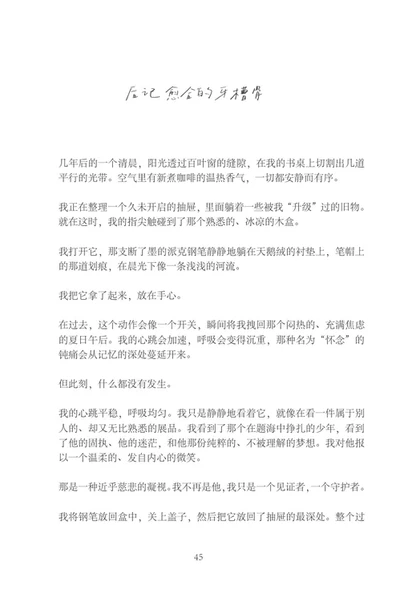 后记 愈合的牙槽骨
几年后的一个清晨，阳光透过百叶窗的缝隙，在我的书桌上切割出几道
平行的光带。空气里有新煮咖啡的温热香气，一切都安静而有序。
我正在整理一个久未开启的抽屉，里面躺着一些被我“升级”过的旧物。
就在这时，我的指尖触碰到了那个熟悉的、冰凉的木盒。
我打开它，那支断了墨的派克钢笔静静地躺在天鹅绒的衬垫上，笔帽上
的那道划痕，在晨光下像一条浅浅的河流。
我把它拿了起来，放在手心。
在过去，这个动作会像一个开关，瞬间将我拽回那个闷热的、充满焦虑
的夏日午后。我的心跳会加速，呼吸会变得沉重，那种名为“怀念”的
钝痛会从记忆的深处蔓延开来。
但此刻，什么都没有发生。
我的心跳平稳，呼吸均匀。我只是静静地看着它，就像在看一件属于别
人的、却又无比熟悉的展品。我看到了那个在题海中挣扎的少年，看到
了他的固执、他的迷茫，和他那份纯粹的、不被理解的梦想。我对他报
以一个温柔的、发自内心的微笑。
那是一种近乎慈悲的凝视。我不再是他，我只是一个见证者，一个守护者。
我将钢笔放回盒中，关上盖子，然后把它放回了抽屉的最深处。整个过
45